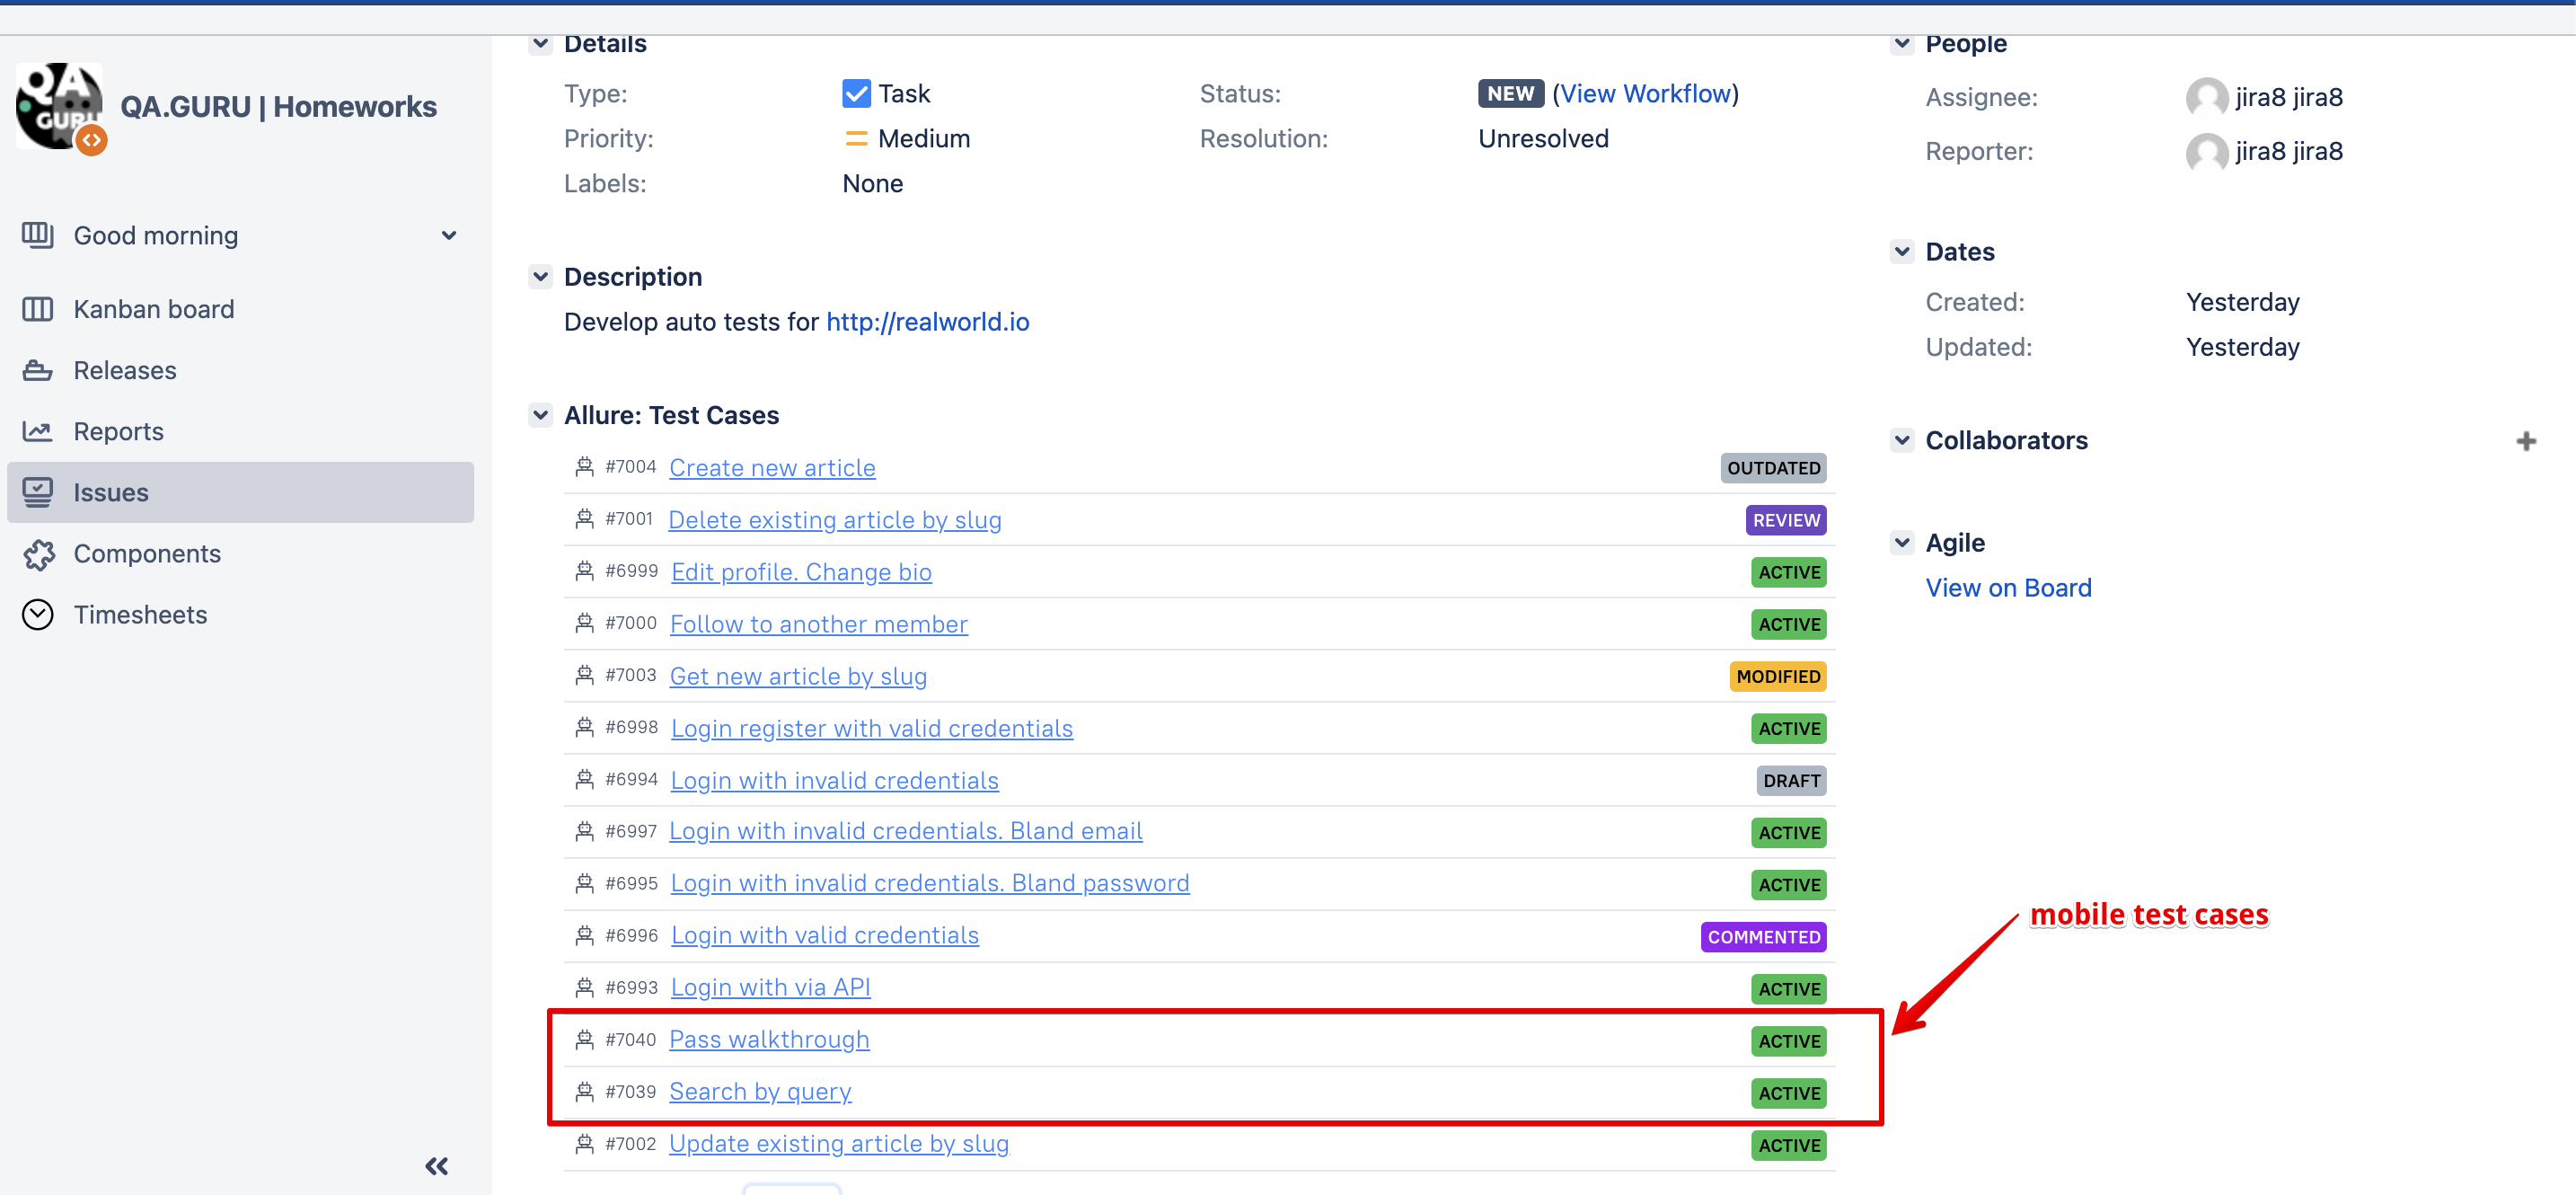 QA
GURU
QA.GURU | Homeworks
Good morning
Kanban board
Releases
Reports
Issues
Components
Timesheets
Details
Type: Task Status: NEW (View Workflow)
Priority: Medium Resolution: Unresolved
Labels: None
Description
Develop auto tests for http://realworld.io
Allure: Test Cases
#7004 Create new article OUTDATED
#7001 Delete existing article by slug REVIEW
#6999 Edit profile. Change bio ACTIVE
#7000 Follow to another member ACTIVE
#7003 Get new article by slug MODIFIED
#6998 Login register with valid credentials ACTIVE
#6994 Login with invalid credentials DRAFT
#6997 Login with invalid credentials. Bland email ACTIVE
#6995 Login with invalid credentials. Bland password ACTIVE
#6996 Login with valid credentials COMMENTED
#6993 Login with via API ACTIVE
#7040 Pass walkthrough ACTIVE
#7039 Search by query ACTIVE
#7002 Update existing article by slug ACTIVE
People
Assignee: jira8 jira8
Reporter: jira8 jira8
Dates
Created: Yesterday
Updated: Yesterday
Collaborators
Agile
View on Board
mobile test cases